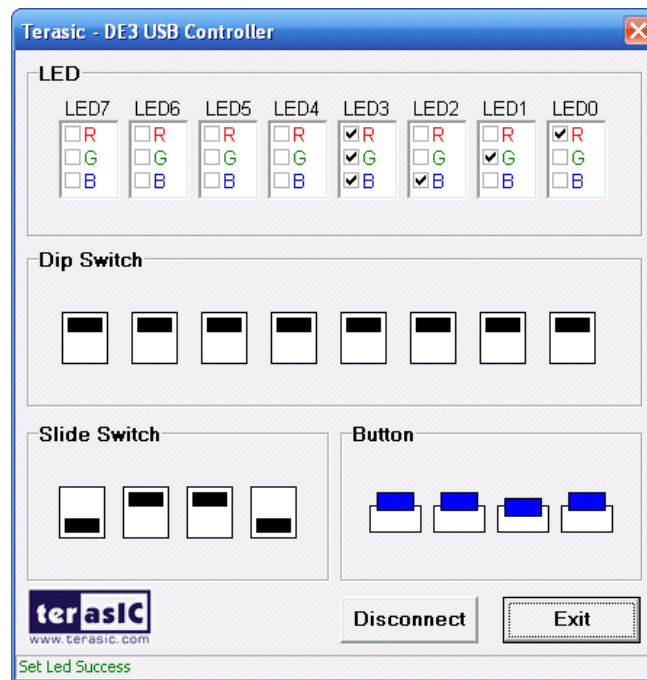 Terasic - DE3 USB Controller
LED
LED7 LED6 LED5 LED4 LED3 LED2 LED1 LED0
R R R R R R R R
G G G G G G G G
B B B B B B B B
Dip Switch
Slide Switch Button
terasIC
www.terasic.com
Disconnect Exit
Set Led Success